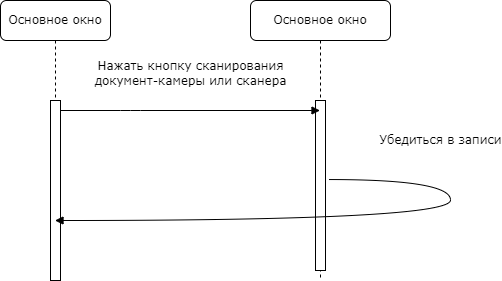 Основное окно
Основное окно
Нажать кнопку сканирования
документ-камеры или сканера
Убедиться в записи